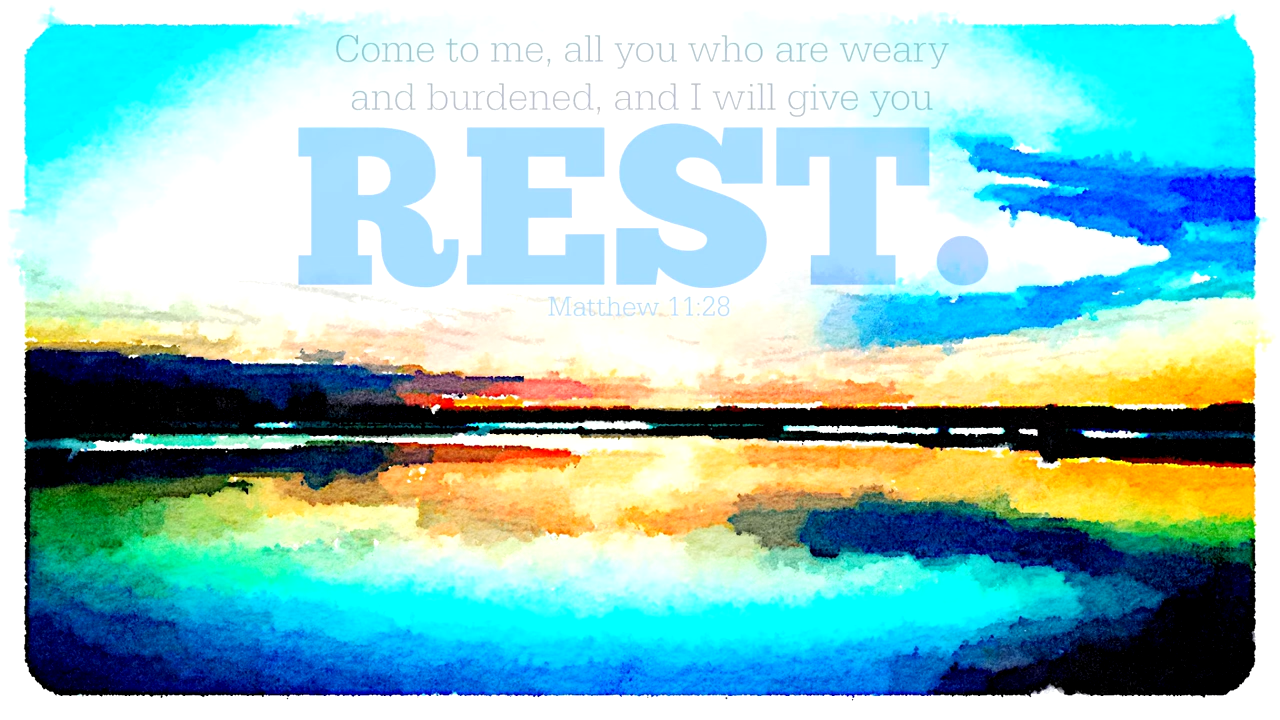 Come to me, all you who are weary
and burdened, and I will give you
REST.
Matthew 11:28